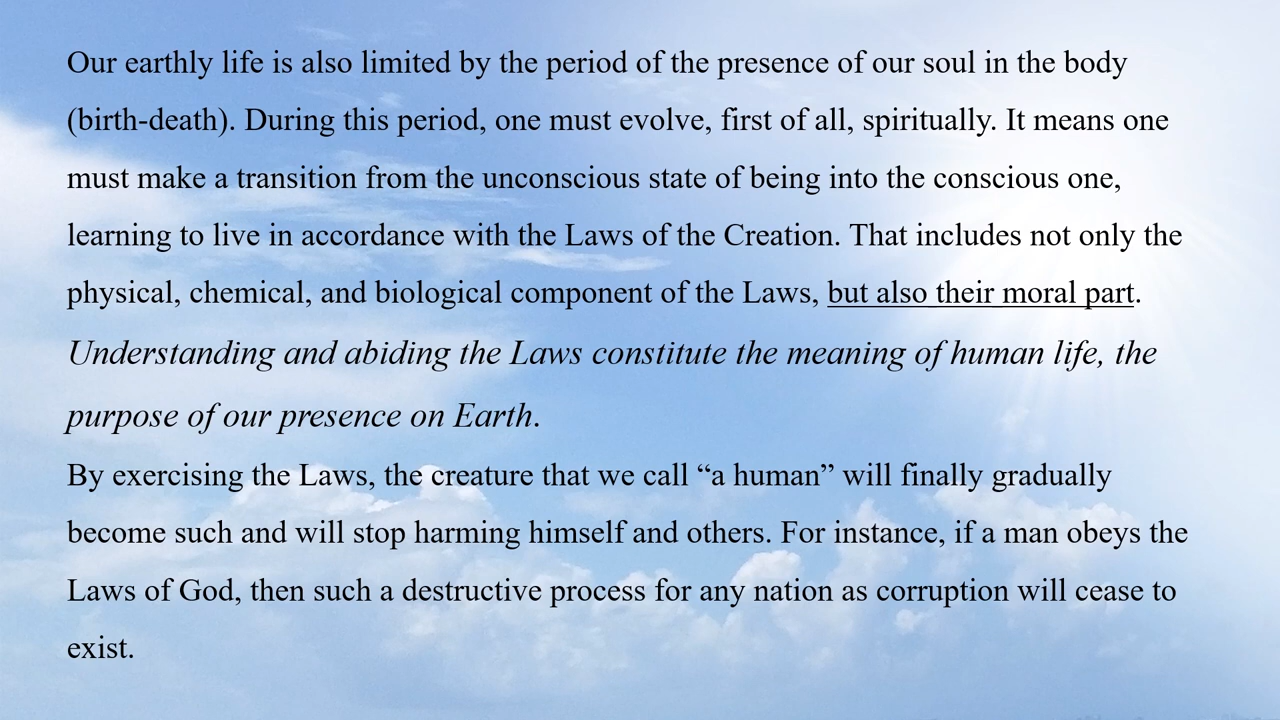 Our earthly life is also limited by the period of the presence of our soul in the body
(birth-death). During this period, one must evolve, first of all, spiritually. It means one
must make a transition from the unconscious state of being into the conscious one,
learning to live in accordance with the Laws of the Creation. That includes not only the
physical, chemical, and biological component of the Laws, but also their moral part.
Understanding and abiding the Laws constitute the meaning of human life, the
purpose of our presence on Earth.
By exercising the Laws, the creature that we call “a human” will finally gradually
become such and will stop harming himself and others. For instance, if a man obeys the
Laws of God, then such a destructive process for any nation as corruption will cease to
exist.